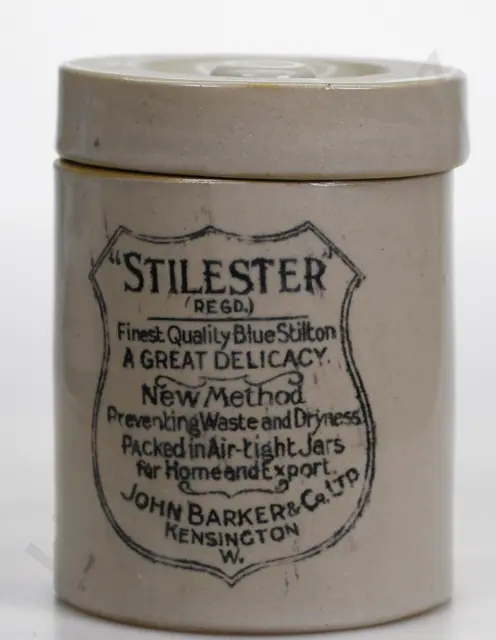 "STILESTER"
(REGD.)
Finest Quality Blue Stilton
A GREAT DELICACY.
New Method
Preventing Waste and Dryness
Packed in Air-tight Jars
for Home and Export.
JOHN BARKER & Co. LTD
KENSINGTON
W.